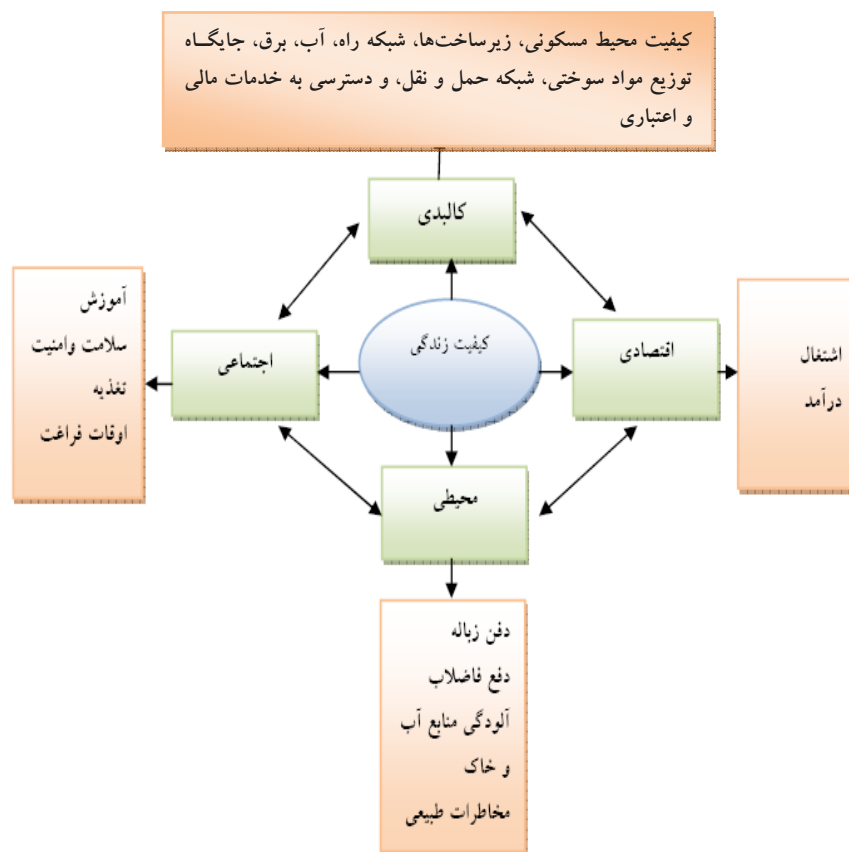 کیفیت محیط مسکونی، زیرساخت‌ها، شبکه راه، آب، برق، جایگـاه
توزیع مواد سوختی، شبکه حمل و نقل، و دسترسی به خدمات مالی
و اعتباری
کالبدی
آموزش
سلامت وامنیت
تغذیه
اوقات فراغت
اجتماعی
کیفیت زندگی
اقتصادی
اشتغال
درآمد
محیطی
دفن زباله
دفع فاضلاب
آلودگی منابع آب
و خاک
مخاطرات طبیعی